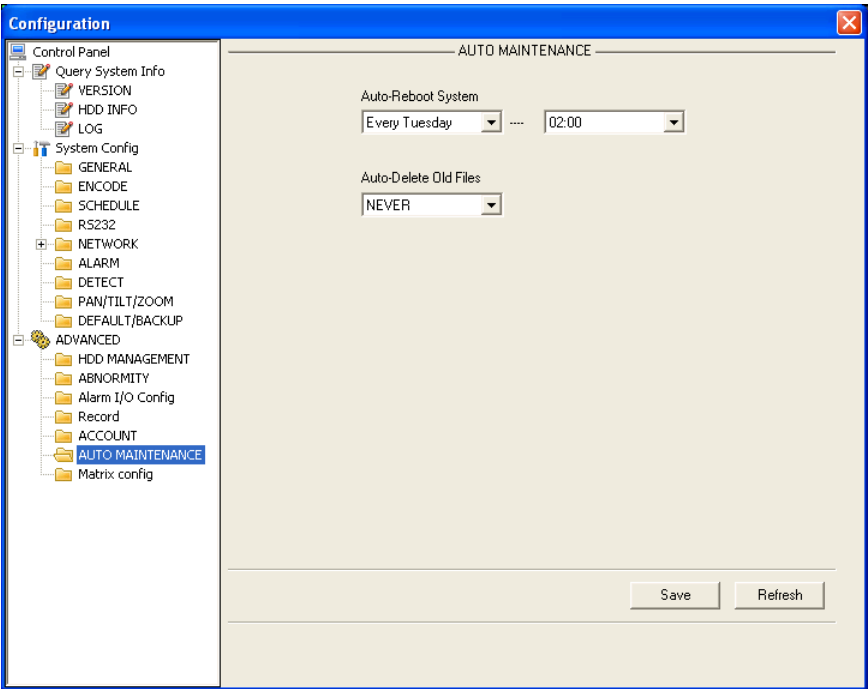 Configuration
Control Panel
Query System Info
VERSION
HDD INFO
LOG
System Config
GENERAL
ENCODE
SCHEDULE
RS232
NETWORK
ALARM
DETECT
PAN/TILT/ZOOM
DEFAULT/BACKUP
ADVANCED
HDD MANAGEMENT
ABNORMITY
Alarm I/O Config
Record
ACCOUNT
AUTO MAINTENANCE
Matrix config
AUTO MAINTENANCE
Auto-Reboot System
Every Tuesday ---- 02:00
Auto-Delete Old Files
NEVER
Save Refresh